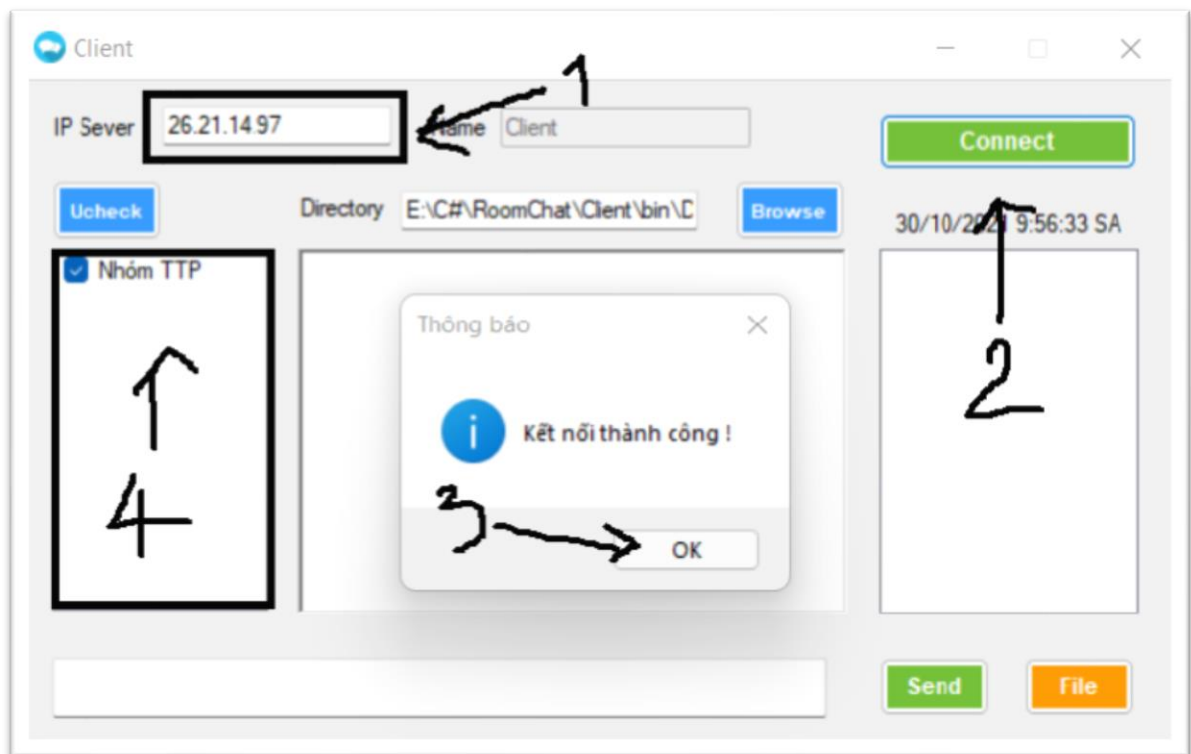 Client
1
IP Sever 26.21.14.97 Name Client Connect
Ucheck Directory E:\C#\RoomChat\Client\bin\D Browse 30/10/2021 9:56:33 SA
Nhóm TTP
Thông báo
Kết nối thành công !
2
3 OK
4
Send File